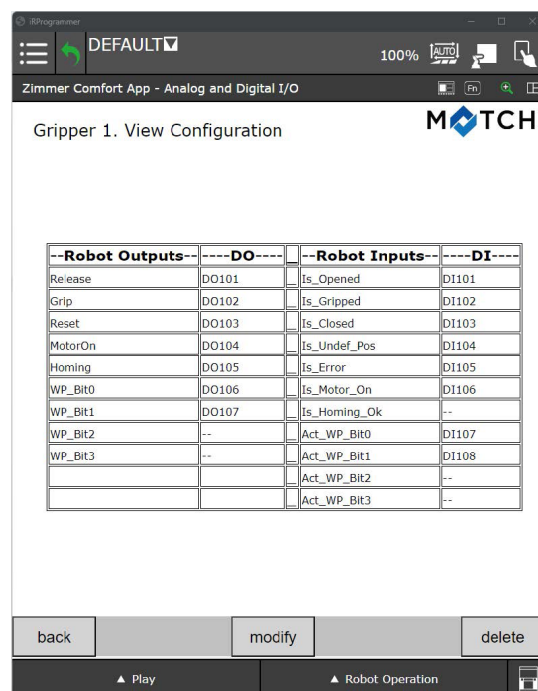 iRProgrammer
DEFAULT
100% AUTO
Zimmer Comfort App - Analog and Digital I/O
Fn
Gripper 1. View Configuration
MATCH
--Robot Outputs-- ----DO---- _ --Robot Inputs-- ----DI----
Release DO101 _ Is_Opened DI101
Grip DO102 _ Is_Gripped DI102
Reset DO103 _ Is_Closed DI103
MotorOn DO104 _ Is_Undef_Pos DI104
Homing DO105 _ Is_Error DI105
WP_Bit0 DO106 _ Is_Motor_On DI106
WP_Bit1 DO107 _ Is_Homing_Ok --
WP_Bit2 -- _ Act_WP_Bit0 DI107
WP_Bit3 -- _ Act_WP_Bit1 DI108
_ Act_WP_Bit2 --
_ Act_WP_Bit3 --
back modify delete
▲ Play ▲ Robot Operation